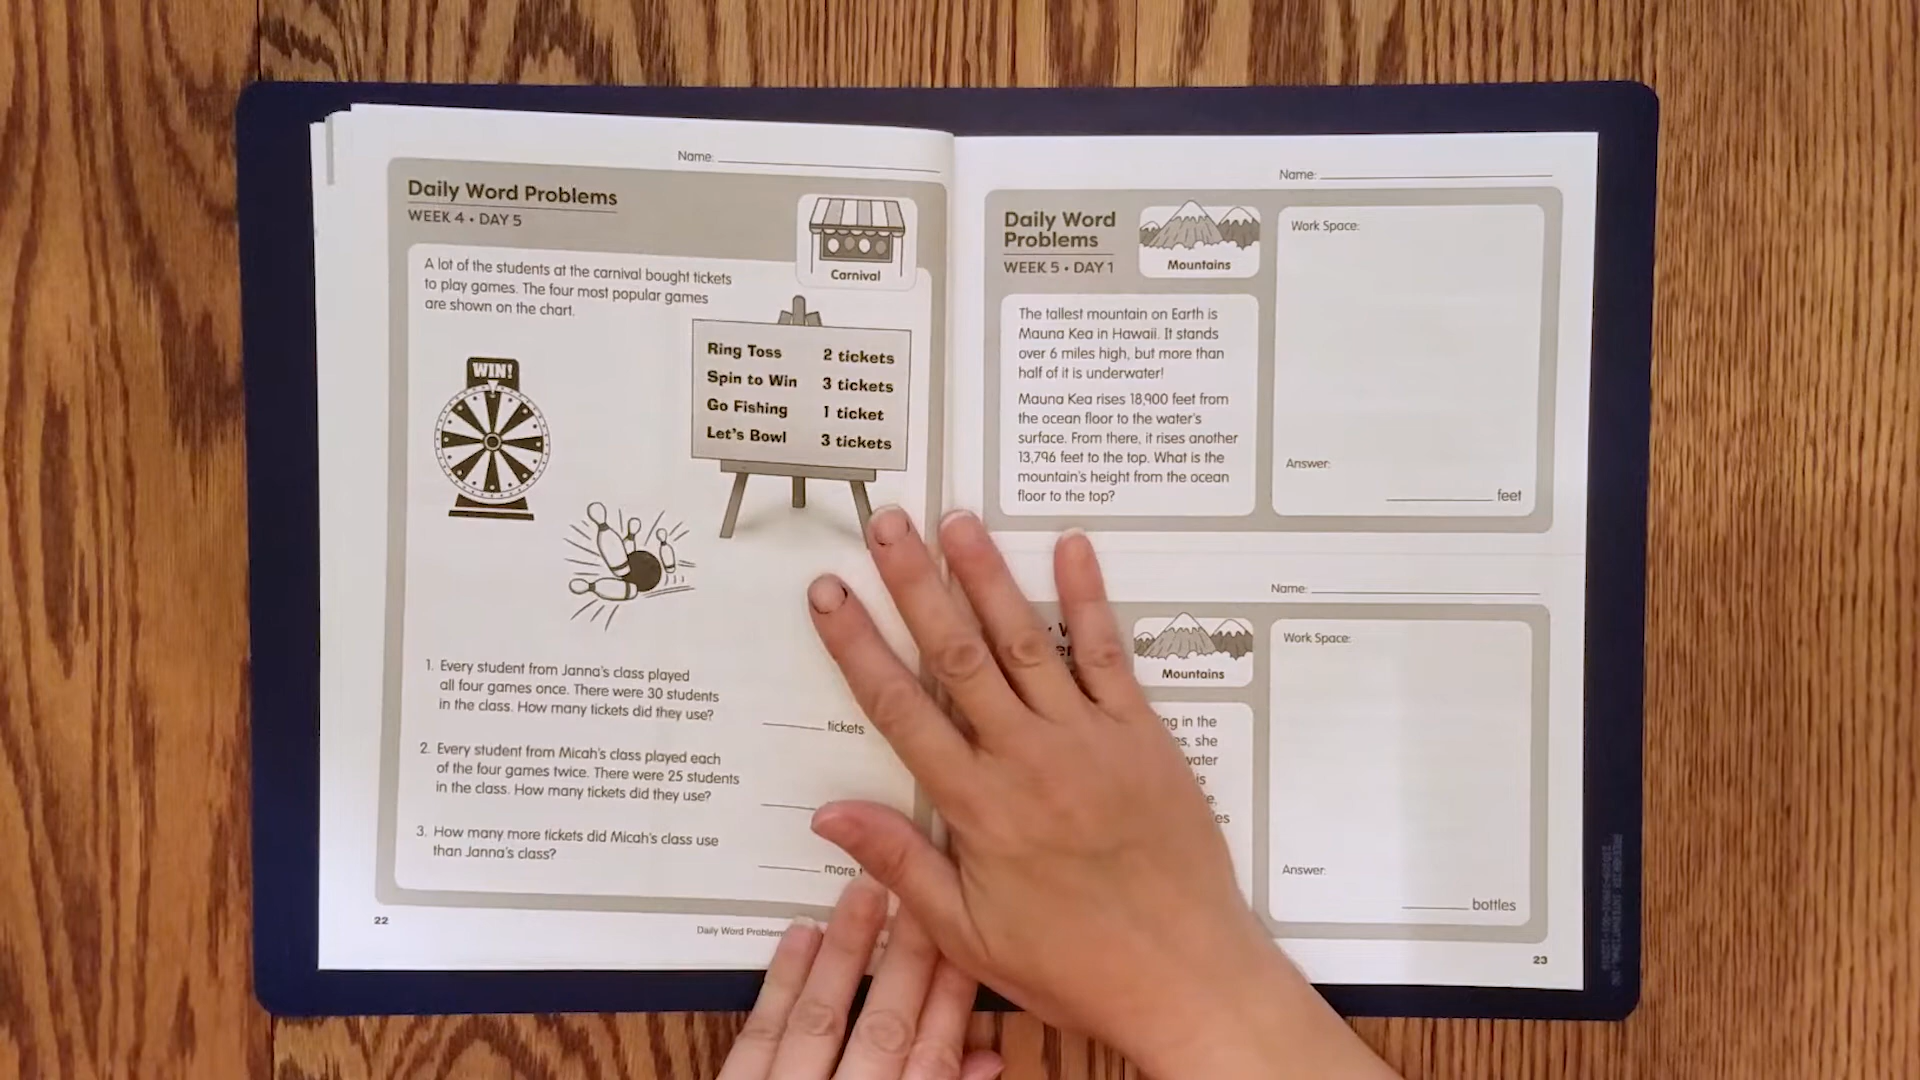 Name:
Daily Word Problems
WEEK 4 • DAY 5
Carnival
A lot of the students at the carnival bought tickets
to play games. The four most popular games
are shown on the chart.
Ring Toss 2 tickets
Spin to Win 3 tickets
Go Fishing 1 ticket
Let's Bowl 3 tickets
WIN!
1. Every student from Janna's class played
all four games once. There were 30 students
in the class. How many tickets did they use?
tickets
2. Every student from Micah's class played each
of the four games twice. There were 25 students
in the class. How many tickets did they use?
3. How many more tickets did Micah's class use
than Janna's class?
more
22
Daily Word
Name:
Daily Word
Problems
WEEK 5 • DAY 1
Mountains
The tallest mountain on Earth is
Mauna Kea in Hawaii. It stands
over 6 miles high, but more than
half of it is underwater!
Mauna Kea rises 18,900 feet from
the ocean floor to the water's
surface. From there, it rises another
13,796 feet to the top. What is the
mountain's height from the ocean
floor to the top?
Work Space:
Answer:
feet
Name:
Mountains
in the
she
Work Space:
Answer:
bottles
23